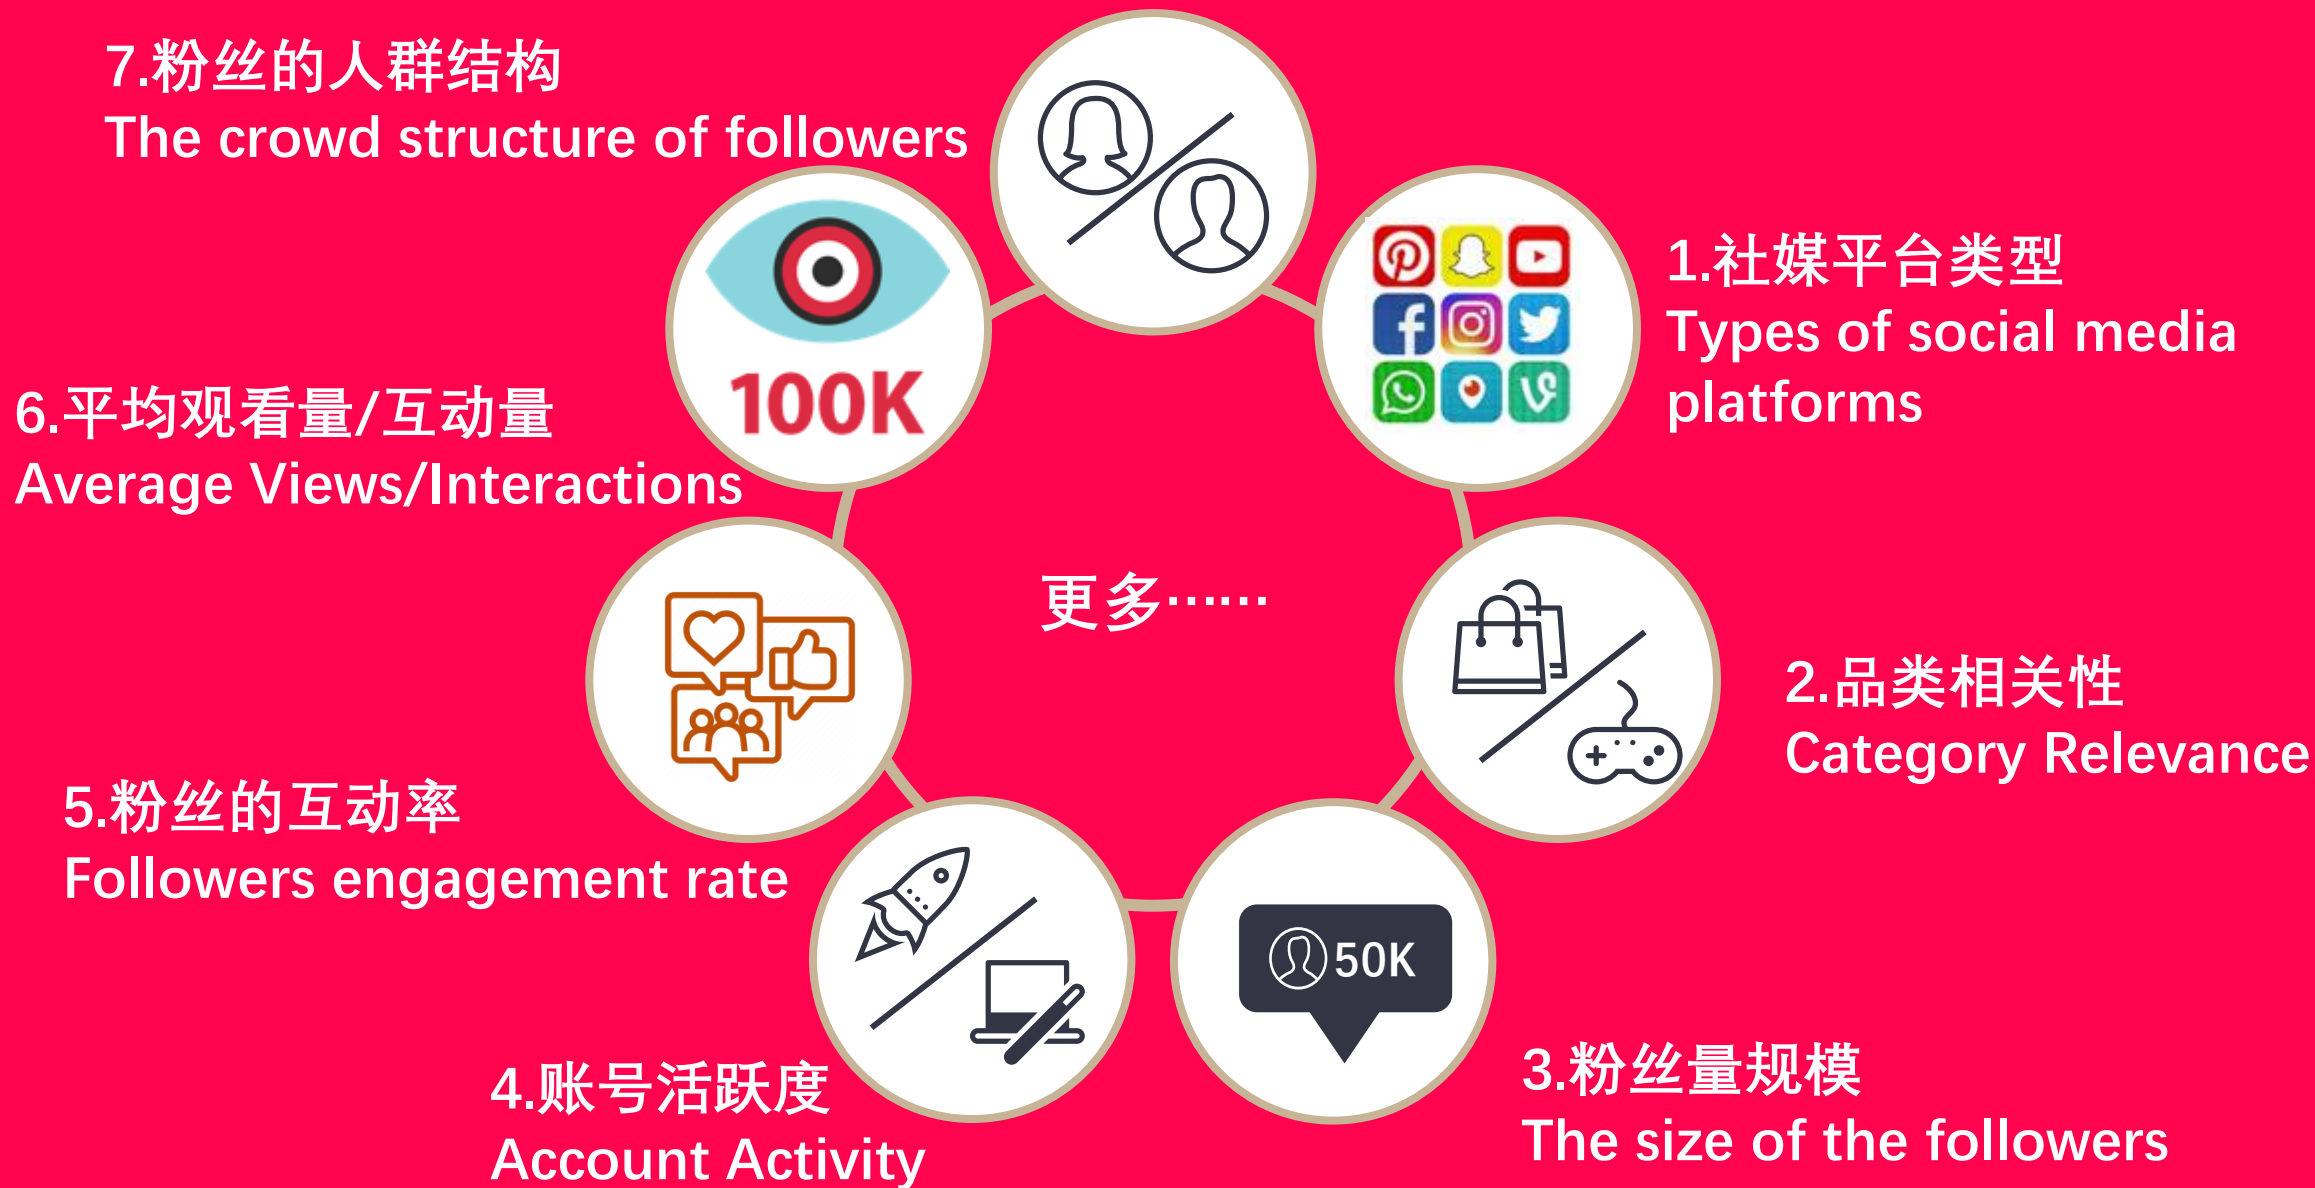 7.粉丝的人群结构
The crowd structure of followers
100K
1.社媒平台类型
Types of social media
platforms
6.平均观看量/互动量
Average Views/Interactions
更多……
2.品类相关性
Category Relevance
5.粉丝的互动率
Followers engagement rate
50K
4.账号活跃度
Account Activity
3.粉丝量规模
The size of the followers